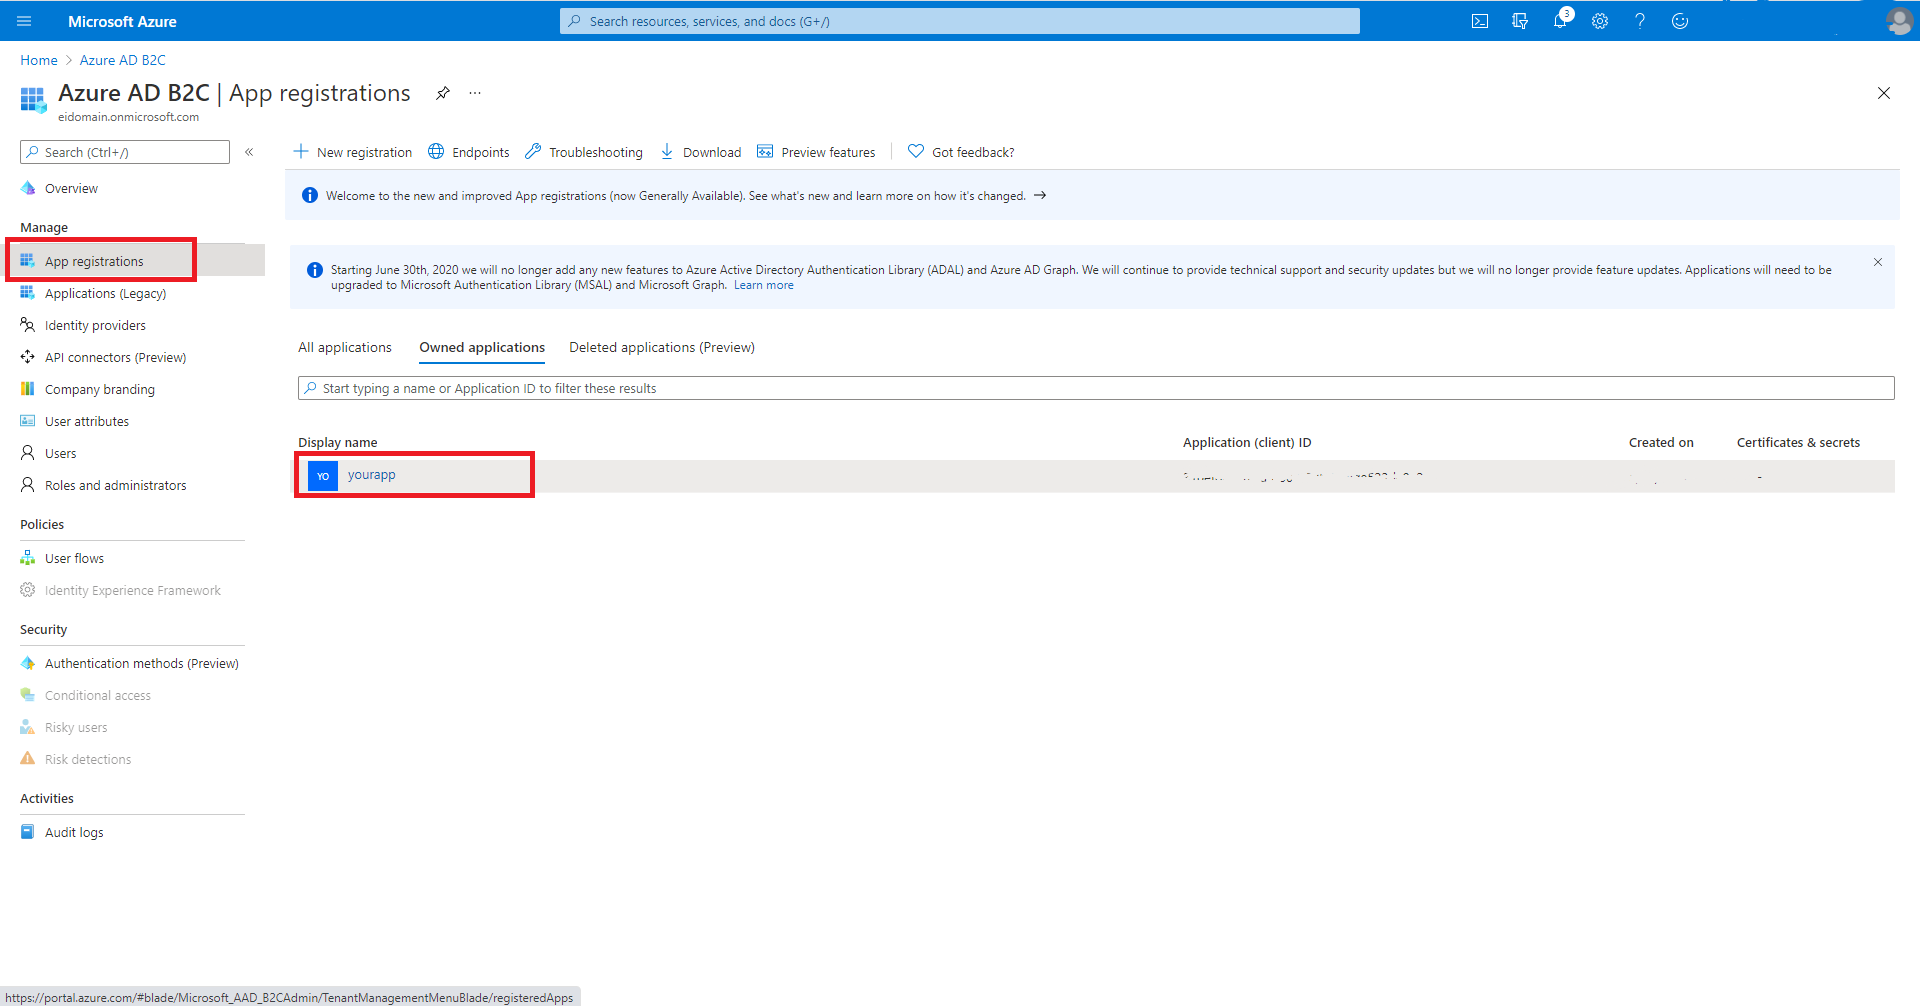 Microsoft Azure
Search resources, services, and docs (G+/)
3
Home > Azure AD B2C
Azure AD B2C | App registrations
eidomain.onmicrosoft.com
Search (Ctrl+/)
Overview
Manage
App registrations
Applications (Legacy)
Identity providers
API connectors (Preview)
Company branding
User attributes
Users
Roles and administrators
Policies
User flows
Identity Experience Framework
Security
Authentication methods (Preview)
Conditional access
Risky users
Risk detections
Activities
Audit logs
New registration Endpoints Troubleshooting Download Preview features Got feedback?
Welcome to the new and improved App registrations (now Generally Available). See what's new and learn more on how it's changed. →
Starting June 30th, 2020 we will no longer add any new features to Azure Active Directory Authentication Library (ADAL) and Azure AD Graph. We will continue to provide technical support and security updates but we will no longer provide feature updates. Applications will need to be
upgraded to Microsoft Authentication Library (MSAL) and Microsoft Graph. Learn more
All applications Owned applications Deleted applications (Preview)
Start typing a name or Application ID to filter these results
Display name Application (client) ID Created on Certificates & secrets
YO yourapp
https://portal.azure.com/#blade/Microsoft_AAD_B2CAdmin/TenantManagementMenuBlade/registeredApps